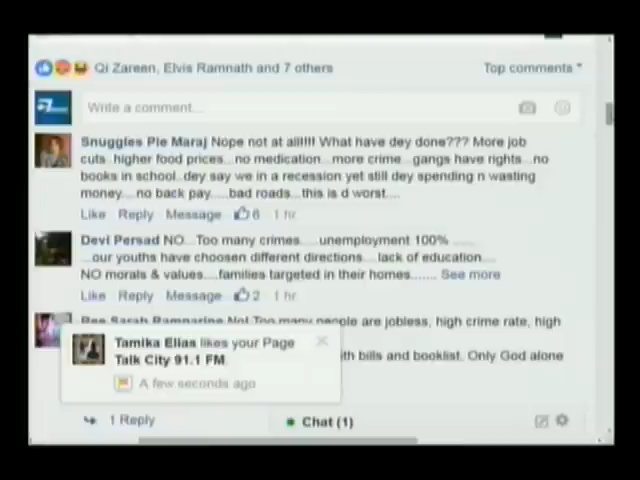 Qi Zareen, Elvis Ramnath and 7 others
Top comments
Write a comment...
Snuggles Pie Maraj Nope not at all!!!! What have dey done??? More job
cuts..higher food prices...no medication...more crime...gangs have rights...no
books in school..dey say we in a recession yet still dey spending n wasting
money....no back pay.....bad roads...this is d worst....
Like Reply Message 6 1 hr
Devi Persad NO...Too many crimes.....unemployment 100% ......
...our youths have choosen different directions....lack of education....
NO morals & values....families targeted in their homes....... See more
Like Reply Message 2 1 hr
Sarah Ramnarine No! Too many people are jobless, high crime rate, high
Tamika Elias likes your Page
Talk City 91.1 FM.
A few seconds ago
with bills and booklist. Only God alone
1 Reply
Chat (1)